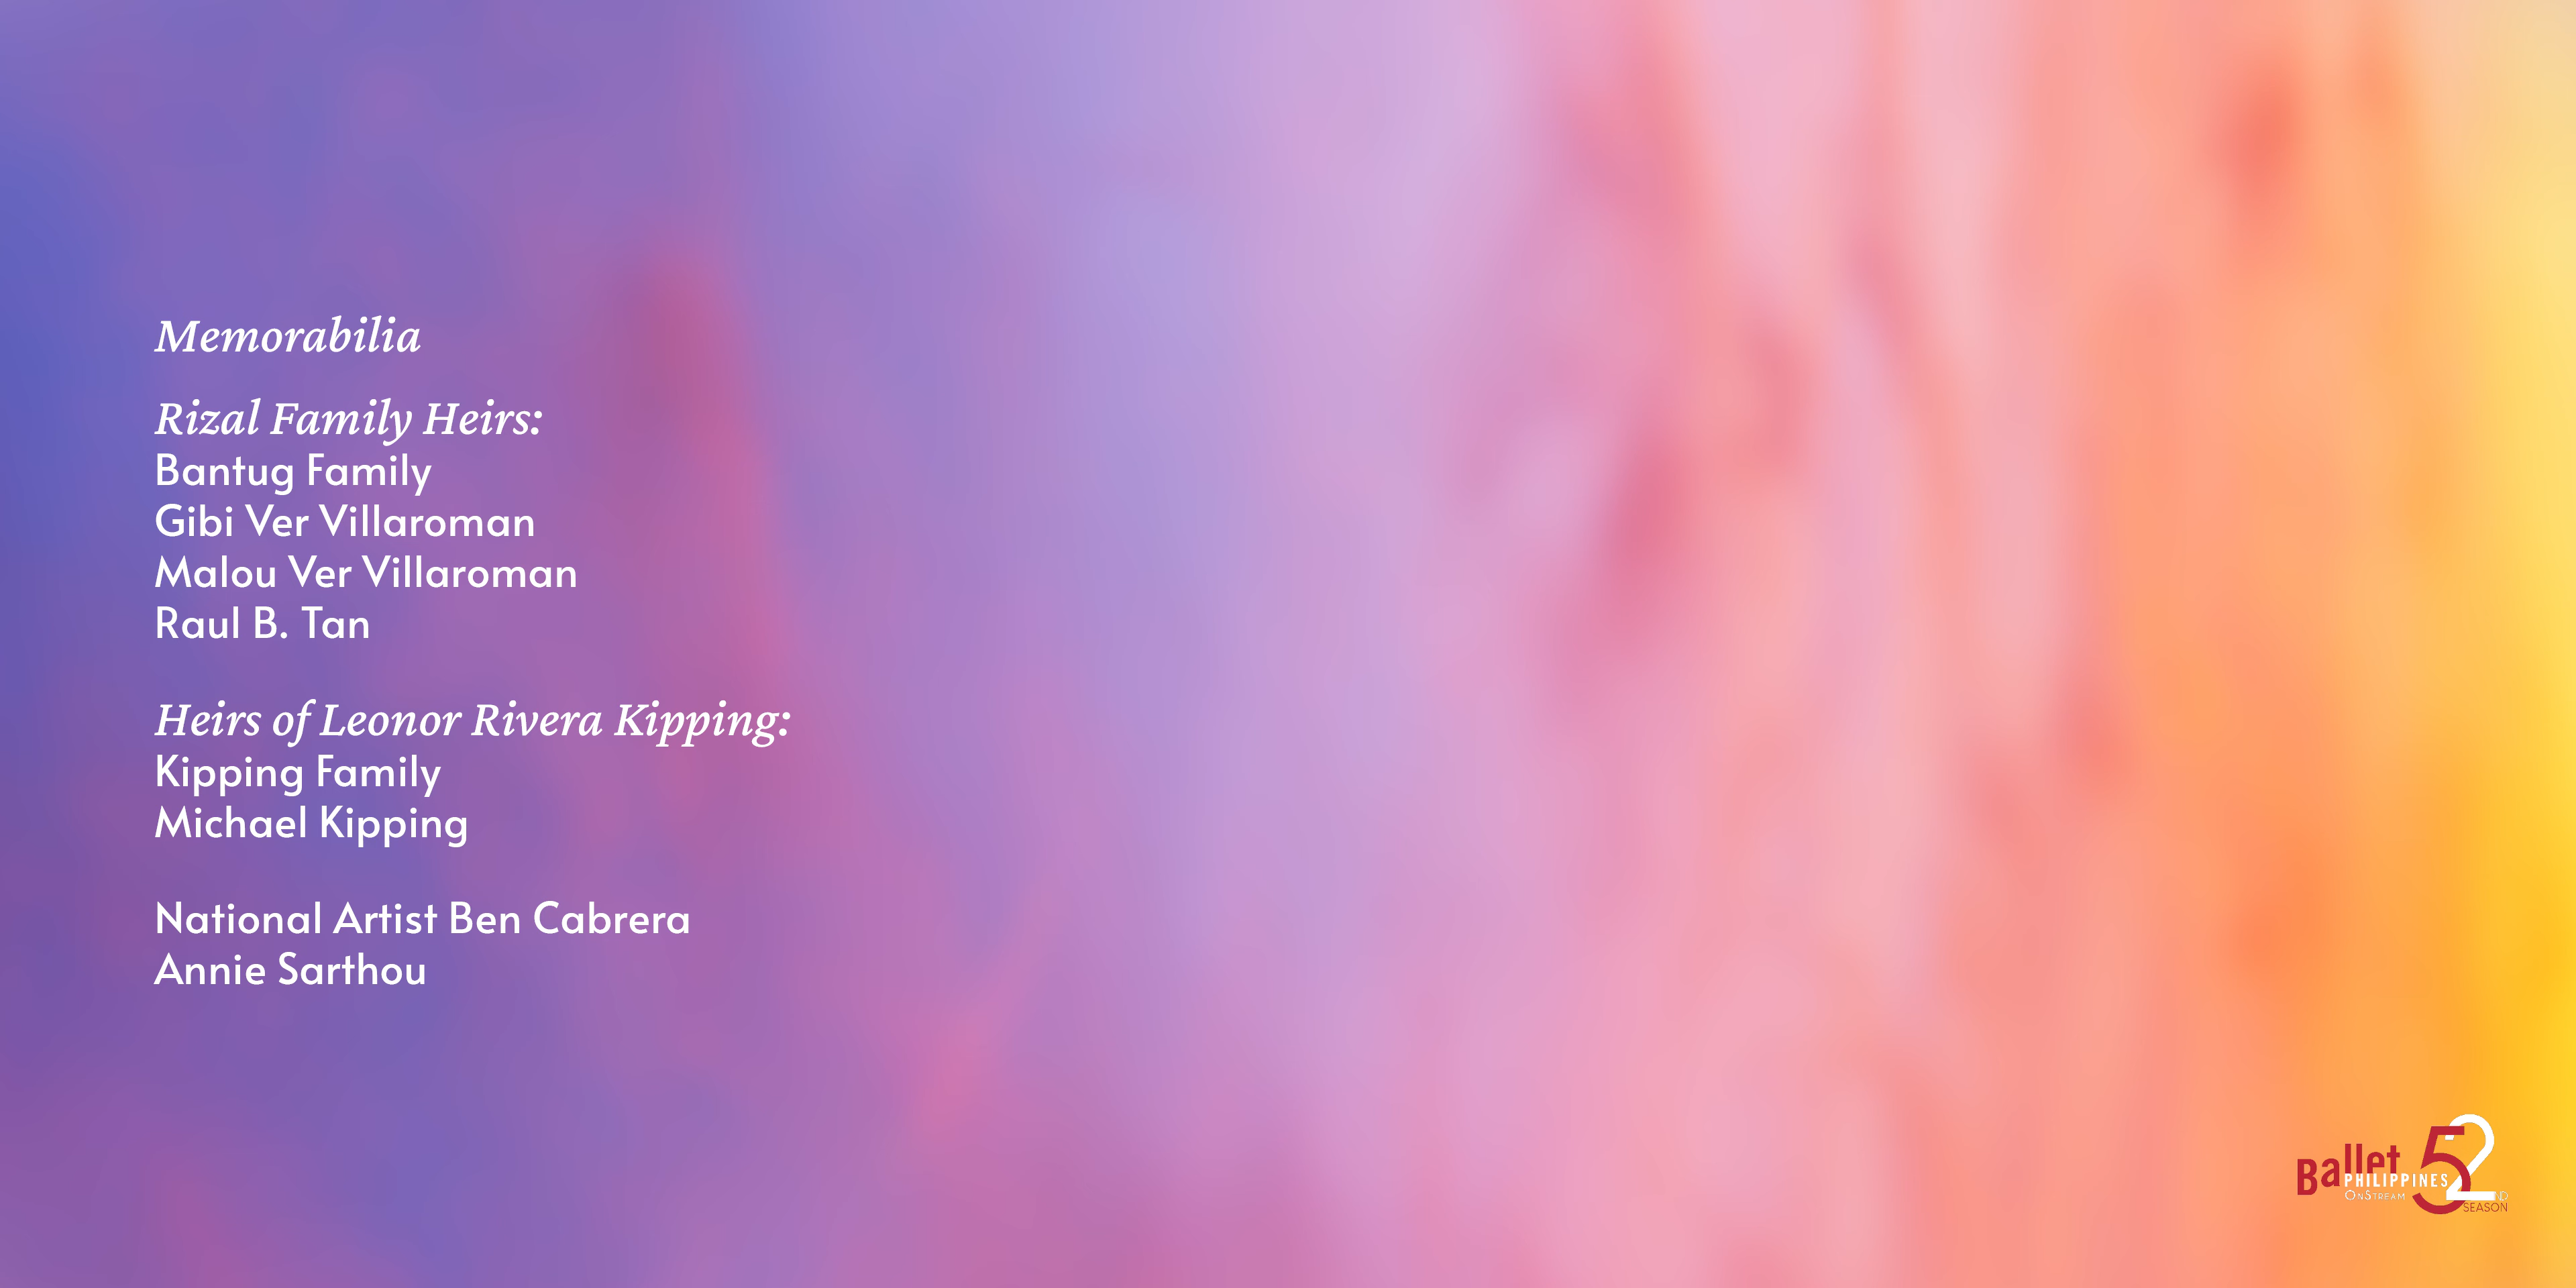 Memorabilia
Rizal Family Heirs:
Bantug Family
Gibi Ver Villaroman
Malou Ver Villaroman
Raul B. Tan
Heirs of Leonor Rivera Kipping:
Kipping Family
Michael Kipping
National Artist Ben Cabrera
Annie Sarthou
Ballet
PHILIPPINES
ONSTREAM
52
ND
SEASON